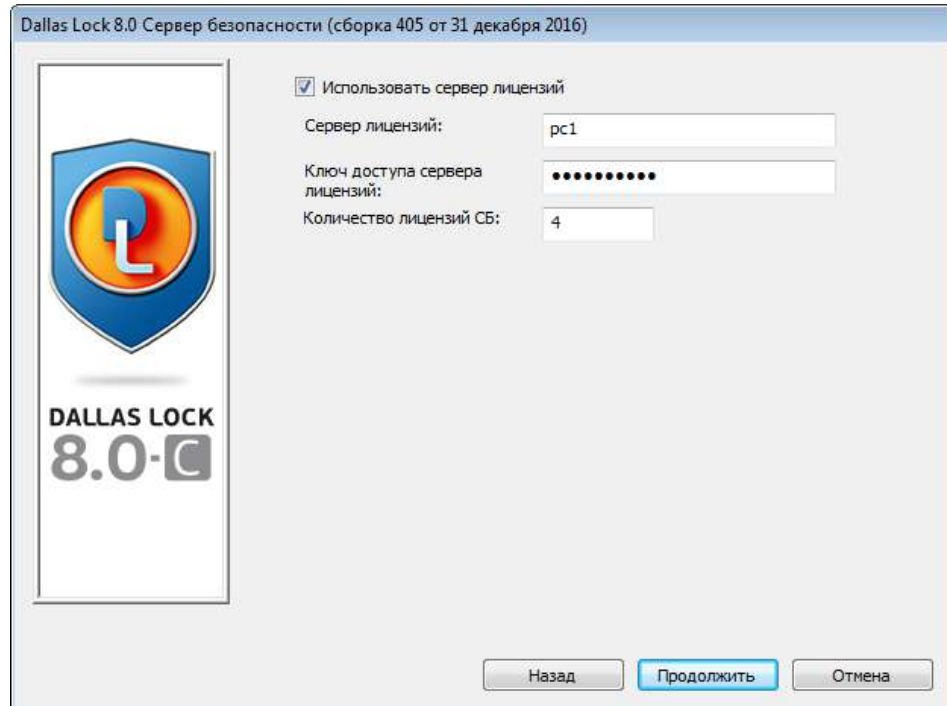 Dallas Lock 8.0 Сервер безопасности (сборка 405 от 31 декабря 2016)
Использовать сервер лицензий
Сервер лицензий:
pc1
Ключ доступа сервера
лицензий:
••••••••••
Количество лицензий СБ:
4
DL
DALLAS LOCK
8.0-C
Назад
Продолжить
Отмена